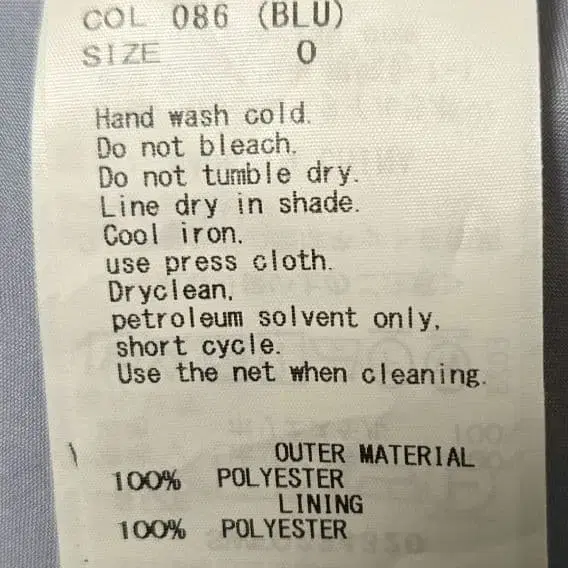 COL 086 (BLU)
SIZE 0
Hand wash cold.
Do not bleach.
Do not tumble dry.
Line dry in shade.
Cool iron.
use press cloth.
Dryclean.
petroleum solvent only,
short cycle.
Use the net when cleaning.
OUTER MATERIAL
100% POLYESTER
LINING
100% POLYESTER